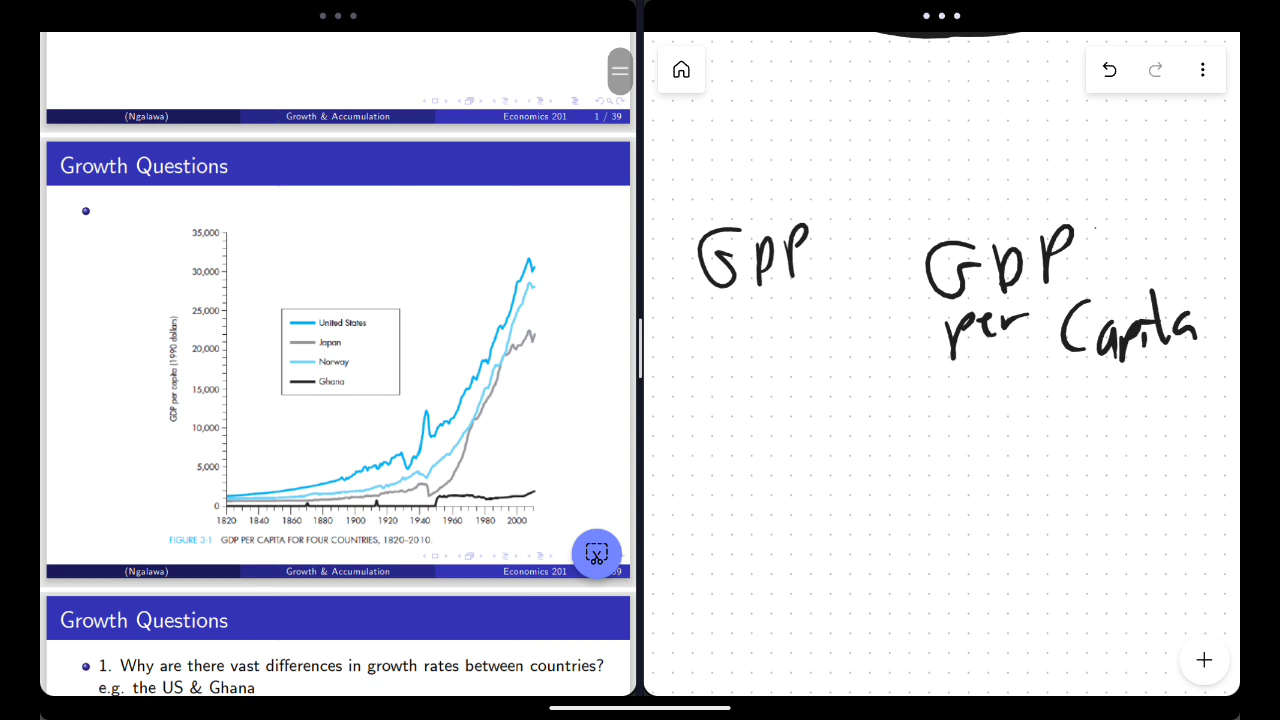 (Ngalawa) Growth & Accumulation Economics 201 1 / 39
Growth Questions
35,000
30,000
25,000
20,000
15,000
10,000
5,000
0
GDP per capita (1990 dollars)
United States
Japan
Norway
Ghana
1820 1840 1860 1880 1900 1920 1940 1960 1980 2000
FIGURE 3-1 GDP PER CAPITA FOR FOUR COUNTRIES, 1820–2010.
(Ngalawa) Growth & Accumulation Economics 201 39
Growth Questions
1. Why are there vast differences in growth rates between countries?
e.g. the US & Ghana
GDP
GDP
per Capita